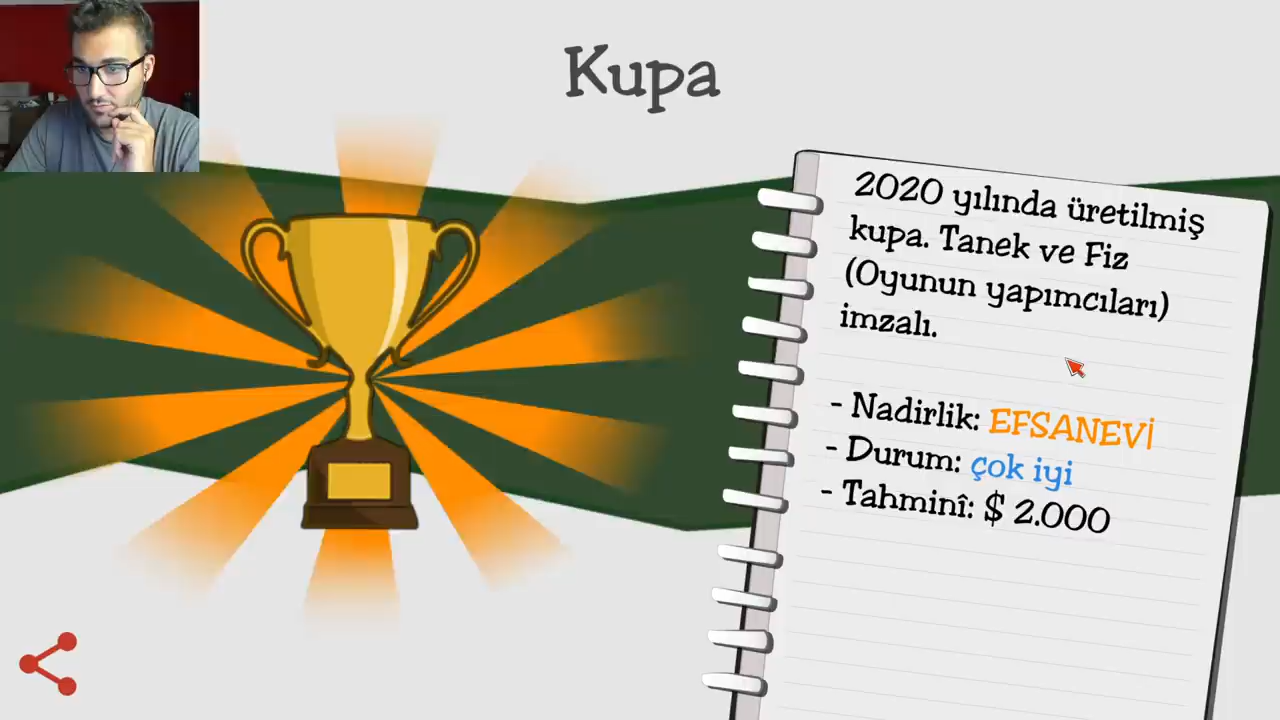 Kupa
2020 yılında üretilmiş
kupa. Tanek ve Fiz
(Oyunun yapımcıları)
imzalı.
- Nadirlik: EFSANEVİ
- Durum: çok iyi
- Tahminî: $ 2.000